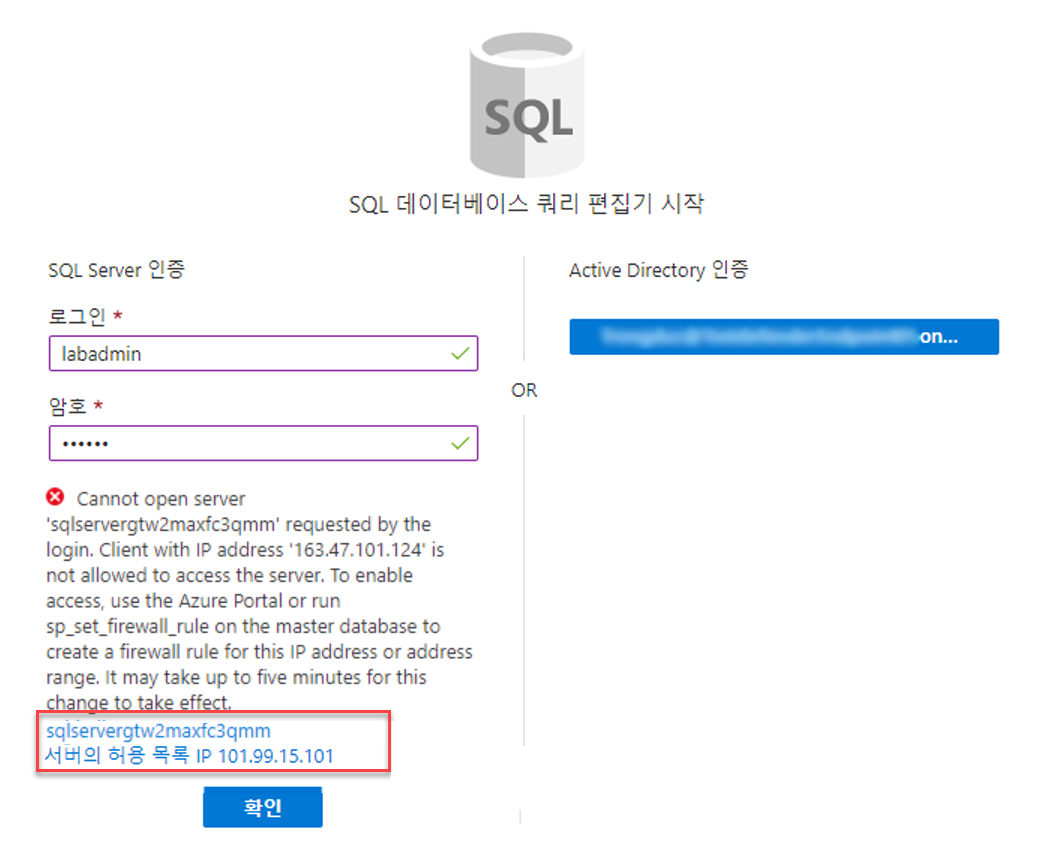 SQL
SQL 데이터베이스 쿼리 편집기 시작
SQL Server 인증
로그인 *
labadmin
암호 *
••••••
Cannot open server
'sqlservergtw2maxfc3qmm' requested by the
login. Client with IP address '163.47.101.124' is
not allowed to access the server. To enable
access, use the Azure Portal or run
sp_set_firewall_rule on the master database to
create a firewall rule for this IP address or address
range. It may take up to five minutes for this
change to take effect.
sqlservergtw2maxfc3qmm
서버의 허용 목록 IP 101.99.15.101
확인
OR
Active Directory 인증
on...